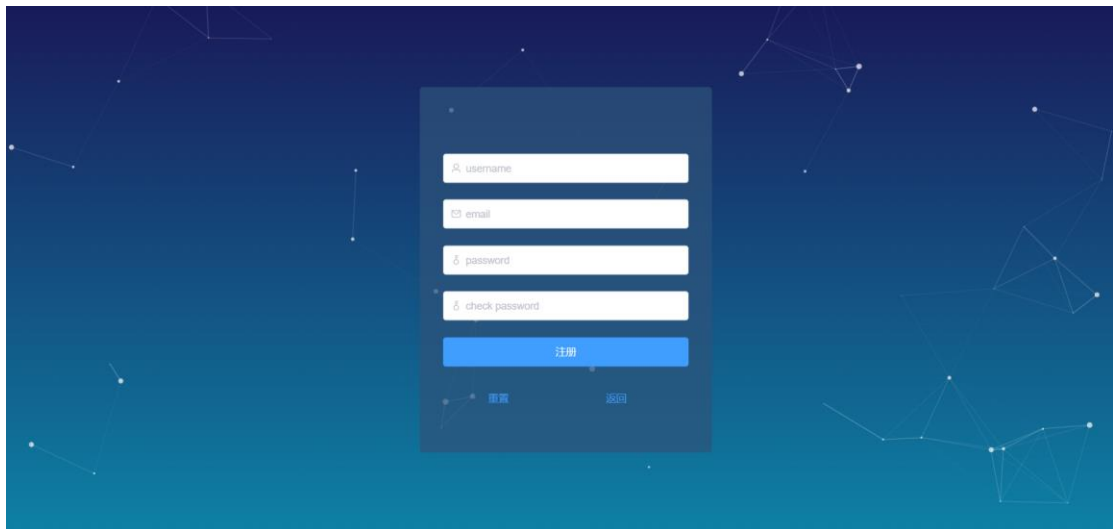 username
email
password
check password
注册
重置 返回